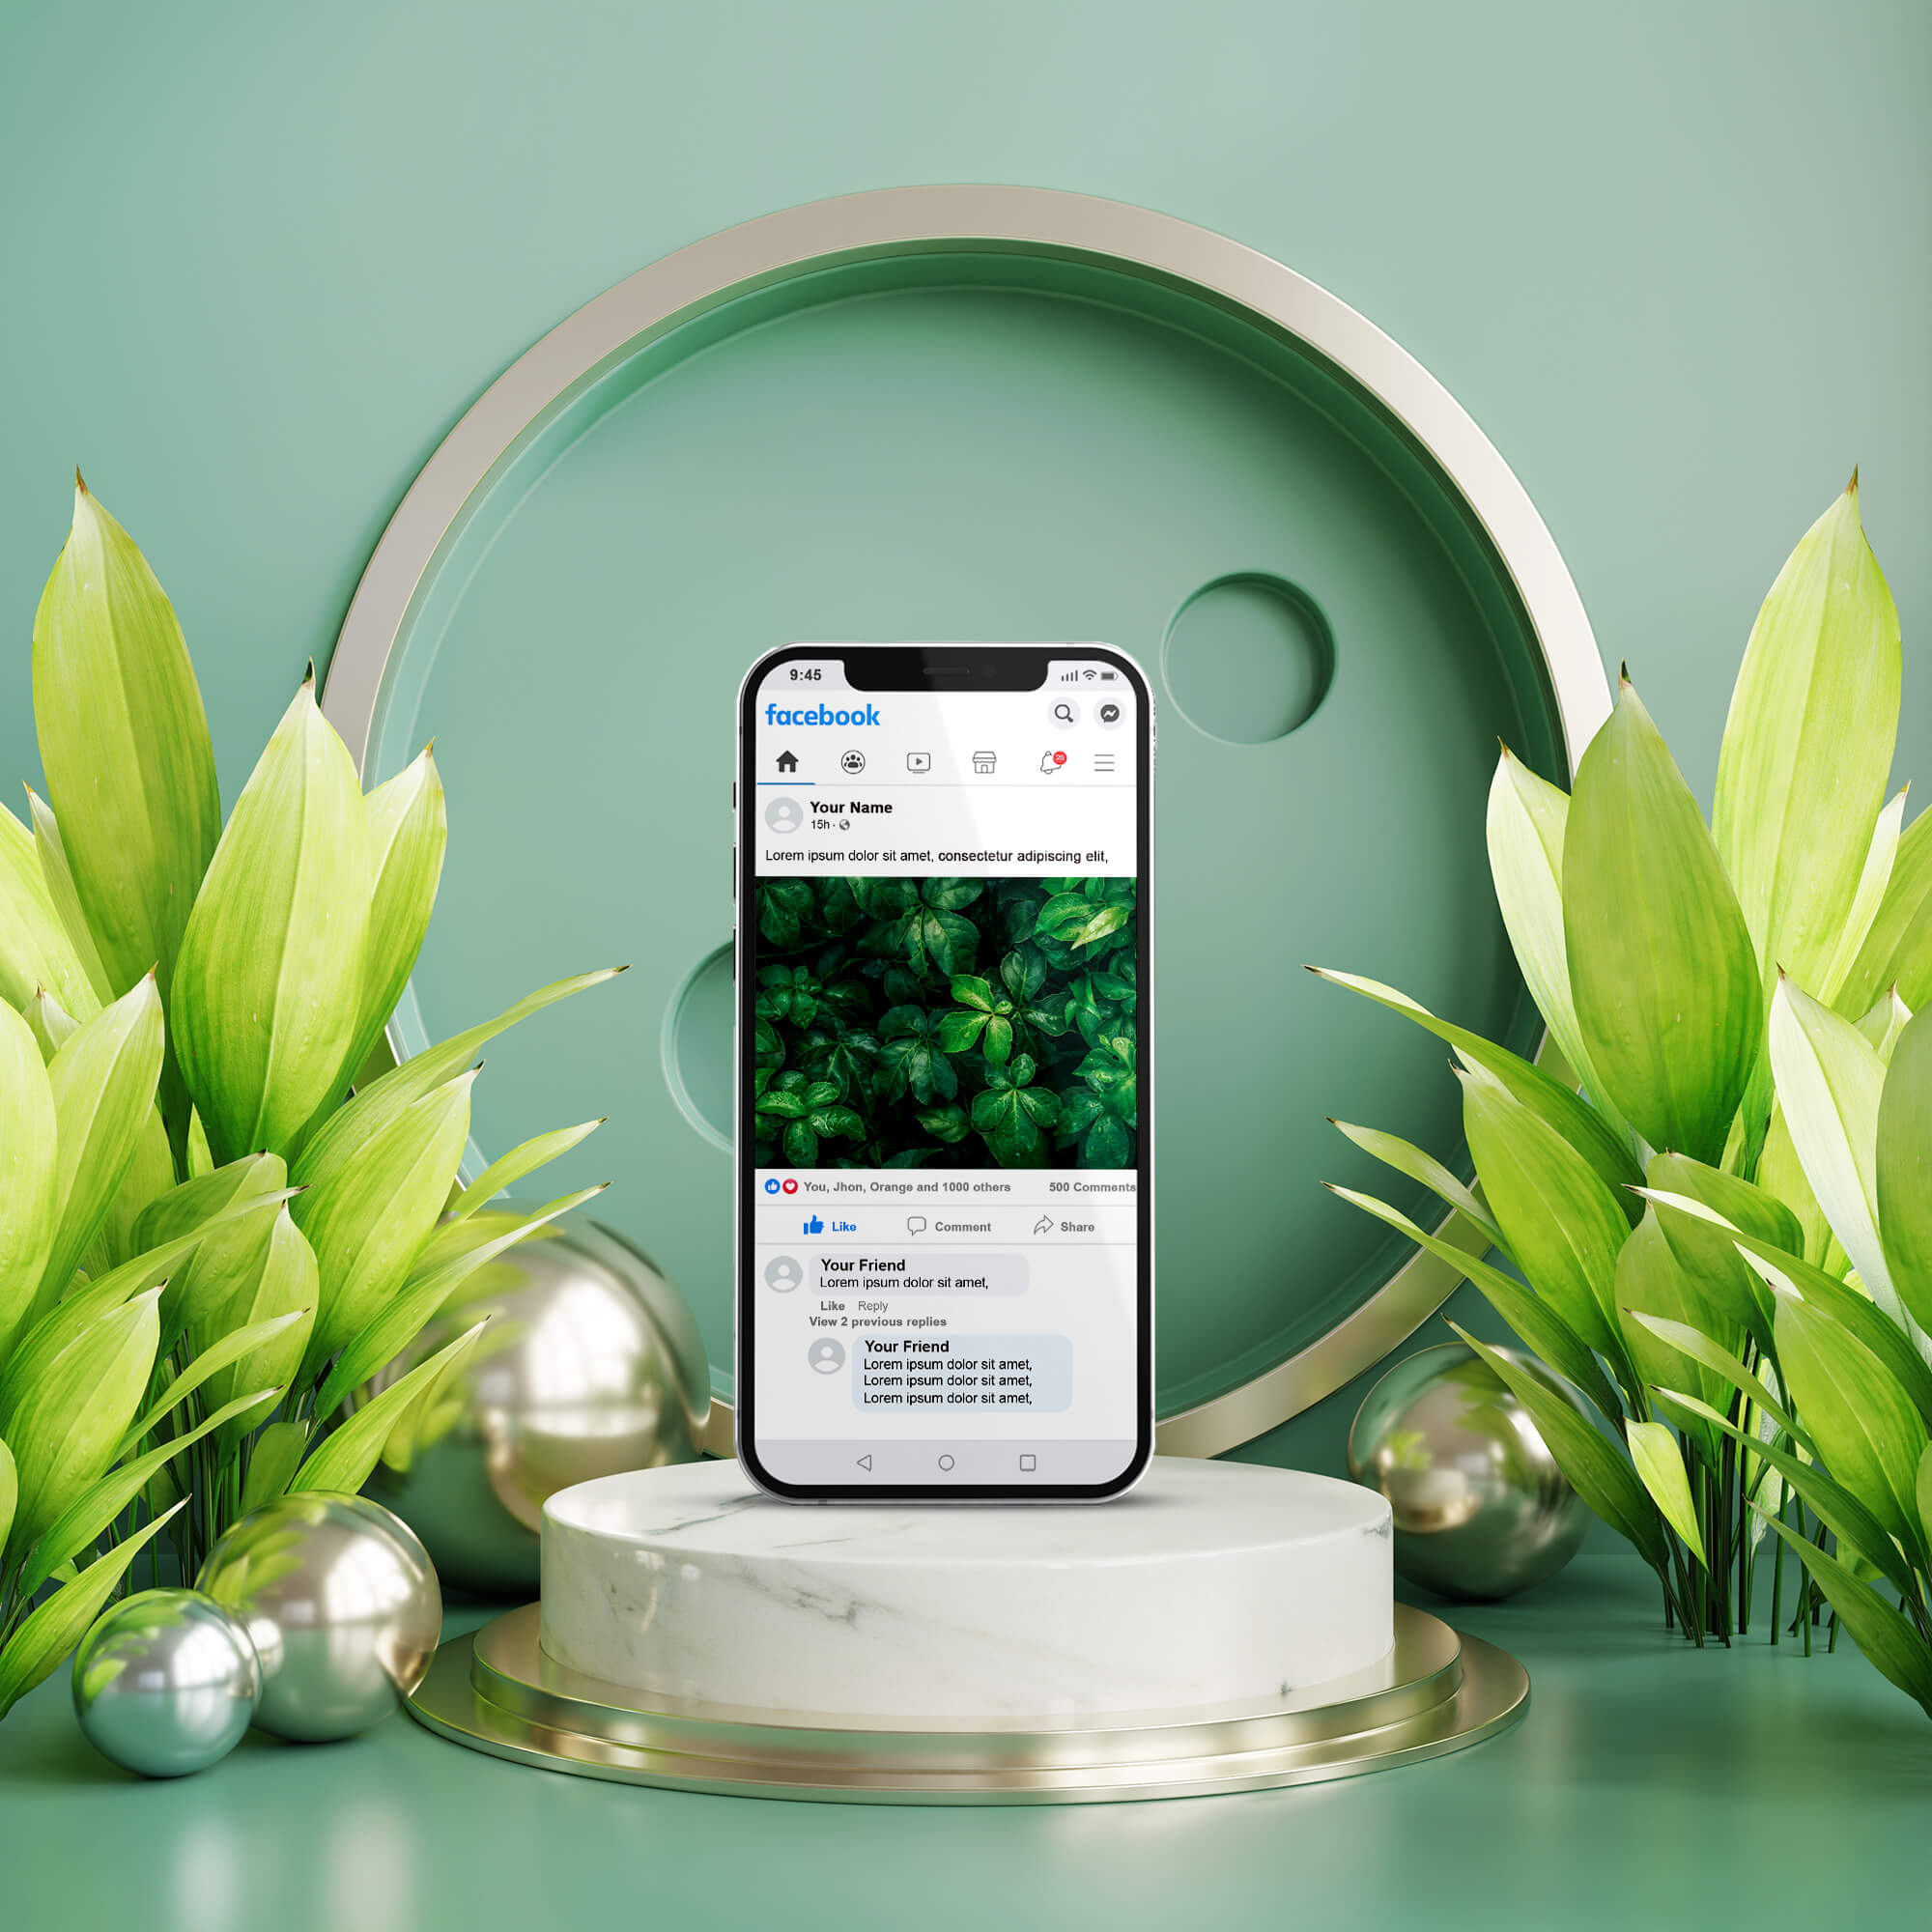 9:45
facebook
25
Your Name
15h ·
Lorem ipsum dolor sit amet, consectetur adipiscing elit,
You, Jhon, Orange and 1000 others 500 Comments
Like Comment Share
Your Friend
Lorem ipsum dolor sit amet,
Like Reply
View 2 previous replies
Your Friend
Lorem ipsum dolor sit amet,
Lorem ipsum dolor sit amet,
Lorem ipsum dolor sit amet,